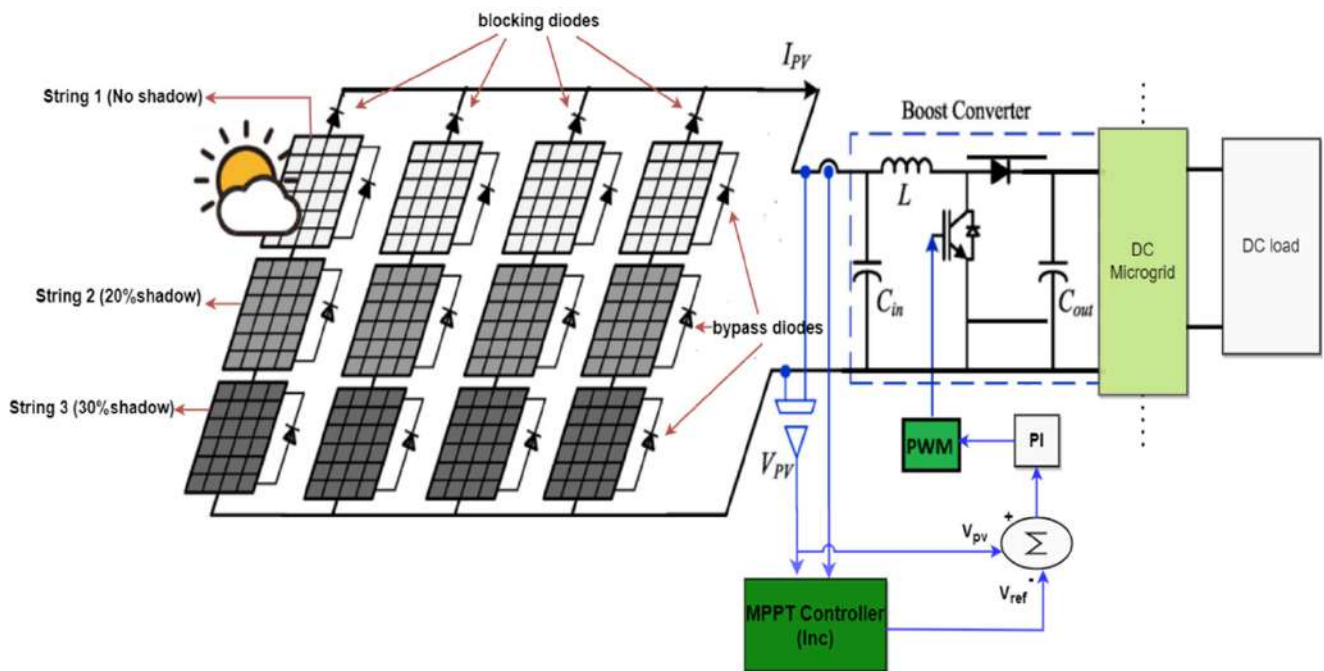 blocking diodes
I_PV
String 1 (No shadow)
Boost Converter
L
DC
Microgrid
DC load
String 2 (20%shadow)
C_in
C_out
bypass diodes
String 3 (30%shadow)
PWM
PI
V_PV
+
V_pv
Σ
-
V_ref
MPPT Controller
(Inc)